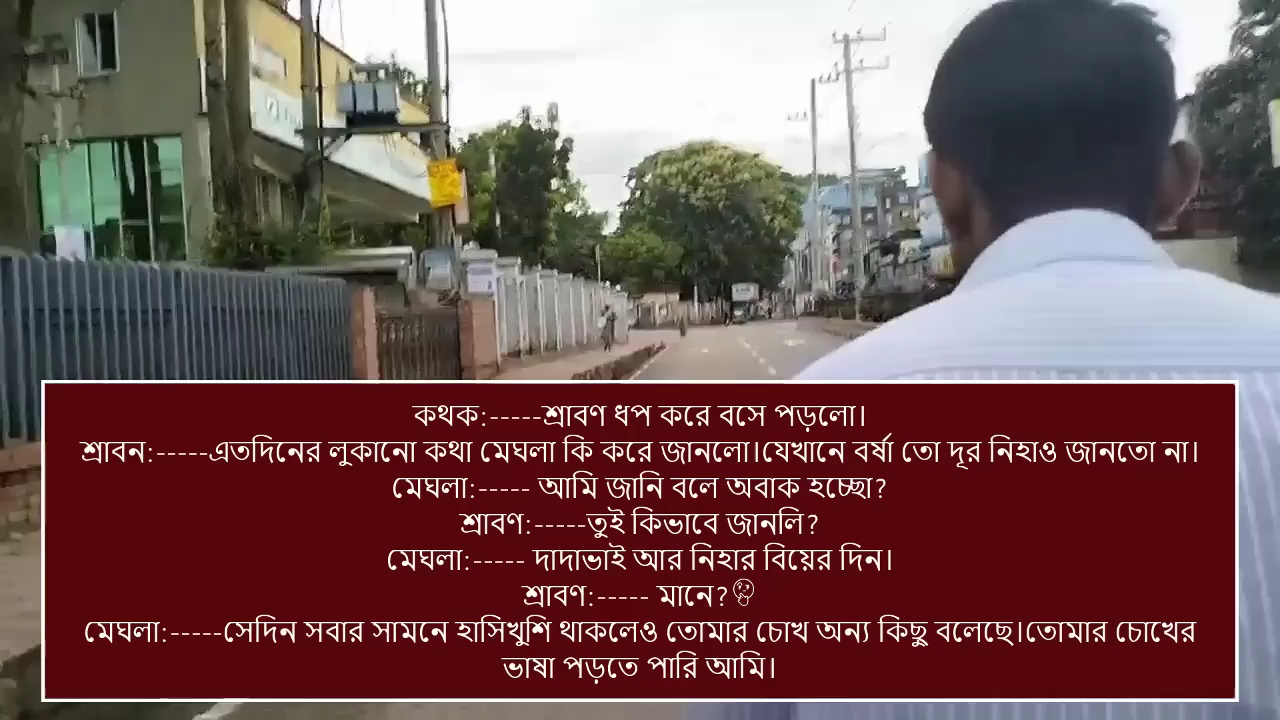 কথক:-----শ্রাবণ ধপ করে বসে পড়লো।
শ্রাবন:-----এতদিনের লুকানো কথা মেঘলা কি করে জানলো।যেখানে বর্ষা তো দূর নিহাও জানতো না।
মেঘলা:----- আমি জানি বলে অবাক হচ্ছো?
শ্রাবণ:-----তুই কিভাবে জানলি?
মেঘলা:----- দাদাভাই আর নিহার বিয়ের দিন।
শ্রাবণ:----- মানে?
মেঘলা:-----সেদিন সবার সামনে হাসিখুশি থাকলেও তোমার চোখ অন্য কিছু বলেছে।তোমার চোখের
ভাষা পড়তে পারি আমি।